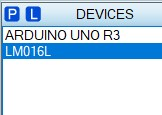 P L DEVICES
ARDUINO UNO R3
LM016L